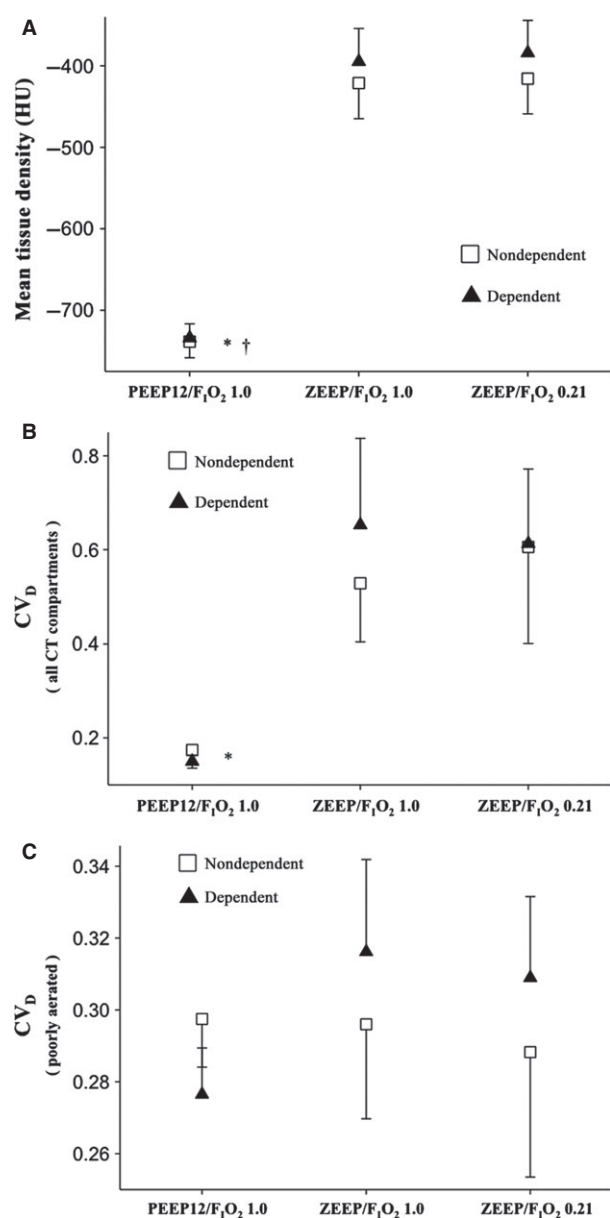 A
Mean tissue density (HU)
−400
−500
−600
−700
Nondependent
Dependent
* †
PEEP12/FIO2 1.0 ZEEP/FIO2 1.0 ZEEP/FIO2 0.21
B
CVD
( all CT compartments )
0.8
0.6
0.4
0.2
Nondependent
Dependent
*
PEEP12/FIO2 1.0 ZEEP/FIO2 1.0 ZEEP/FIO2 0.21
C
CVD
( poorly aerated )
0.34
0.32
0.30
0.28
0.26
Nondependent
Dependent
PEEP12/FIO2 1.0 ZEEP/FIO2 1.0 ZEEP/FIO2 0.21